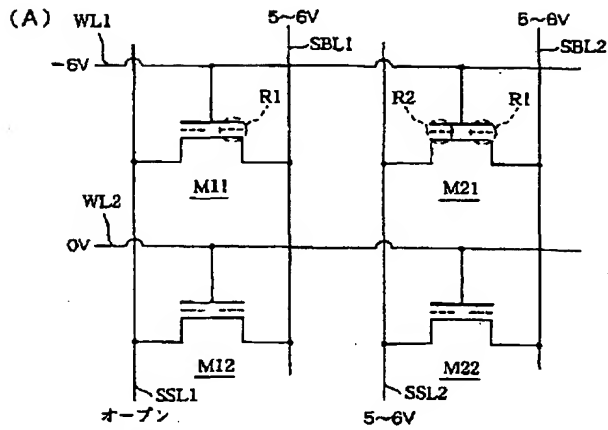 (A)
WL1
-6V
5~6V
SBL1
5~6V
SBL2
R1
R2
R1
M11
M21
WL2
0V
M12
M22
SSL1
オープン
SSL2
5~6V